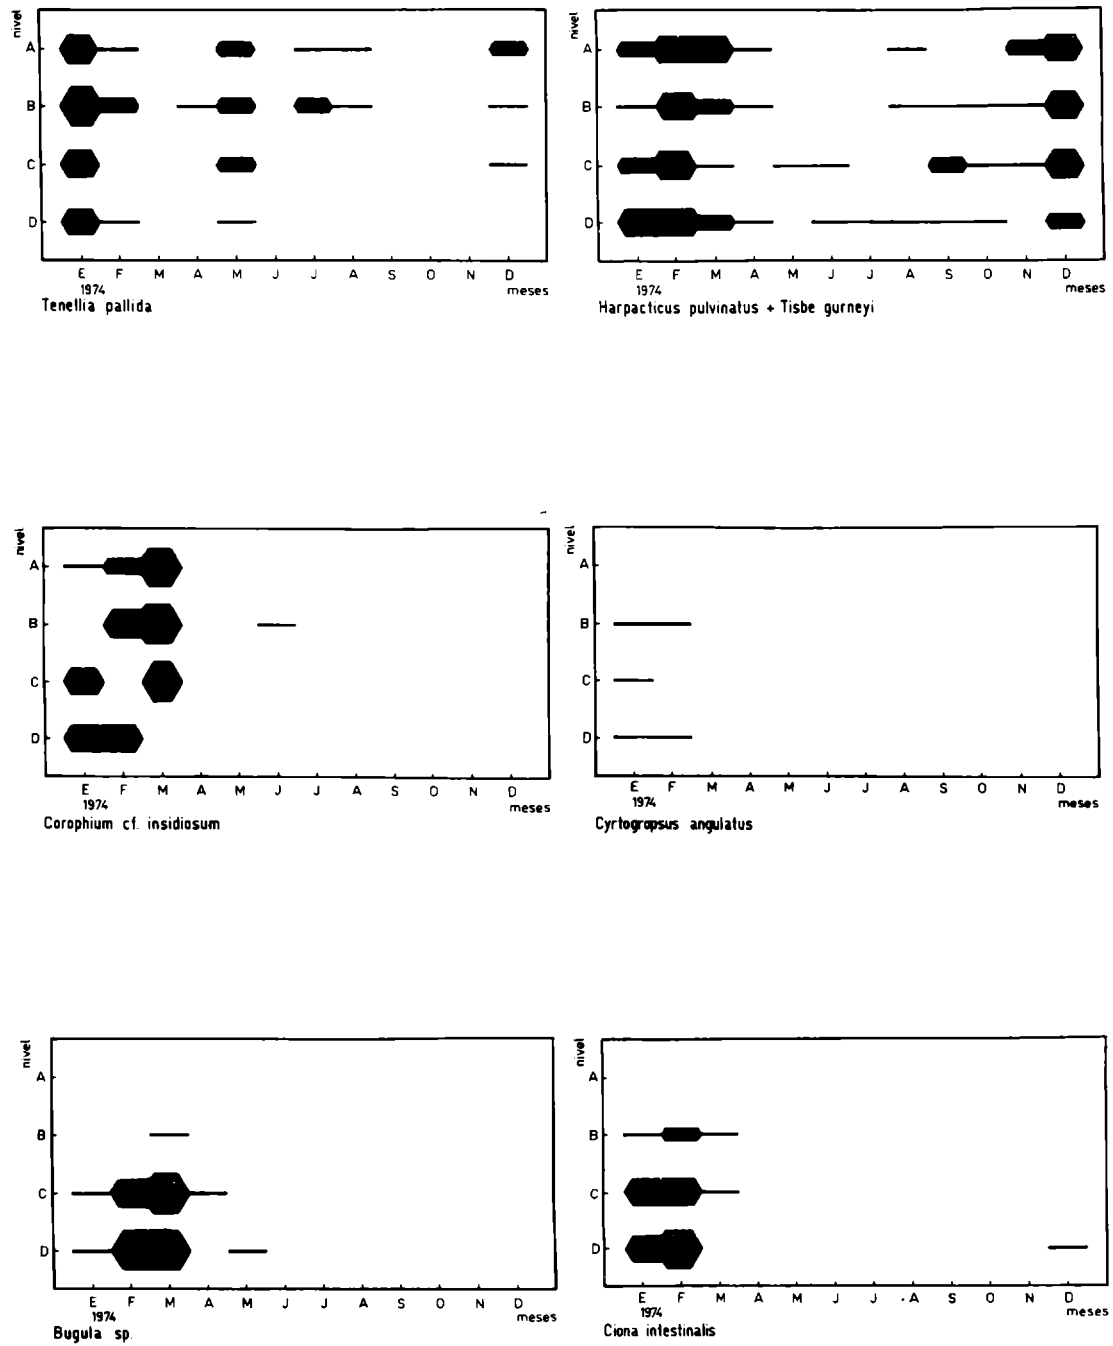 nivel
A
B
C
D
E F M A M J J A S O N D
1974
meses
Tenellia pallida
nivel
A
B
C
D
E F M A M J J A S O N D
1974
meses
Harpacticus pulvinatus + Tisbe gurneyi
nivel
A
B
C
D
E F M A M J J A S O N D
1974
meses
Corophium cf. insidiosum
nivel
A
B
C
D
E F M A M J J A S O N D
1974
meses
Cyrtogropsus angulatus
nivel
A
B
C
D
E F M A M J J A S O N D
1974
meses
Bugula sp.
nivel
A
B
C
D
E F M A M J J A S O N D
1974
meses
Ciona intestinalis